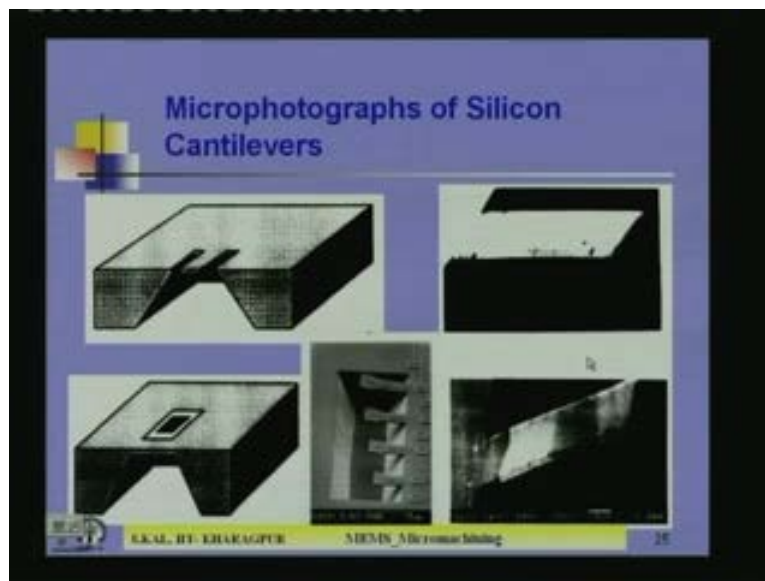 Microphotographs of Silicon
Cantilevers
S.KAL, IIT- KHARAGPUR
MEMS_Micromachining
25